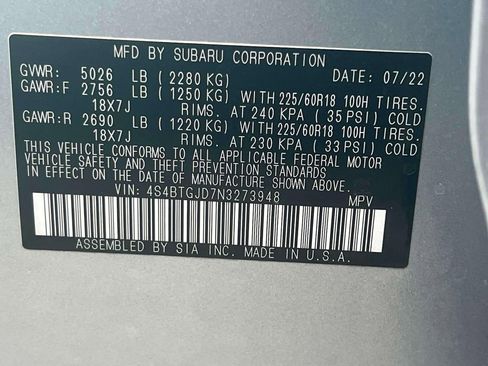 MFD BY SUBARU CORPORATION
GVWR: 5026 LB (2280 KG) DATE: 07/22
GAWR:F 2756 LB (1250 KG) WITH 225/60R18 100H TIRES.
18X7J RIMS. AT 240 KPA ( 35 PSI) COLD
GAWR:R 2690 LB (1220 KG) WITH 225/60R18 100H TIRES.
18X7J RIMS. AT 230 KPA ( 33 PSI) COLD
THIS VEHICLE CONFORMS TO ALL APPLICABLE FEDERAL MOTOR
VEHICLE SAFETY AND THEFT PREVENTION STANDARDS
IN EFFECT ON THE DATE OF MANUFACTURE SHOWN ABOVE.
VIN: 4S4BTGJD7N3273948 MPV
ASSEMBLED BY SIA INC. MADE IN U.S.A.